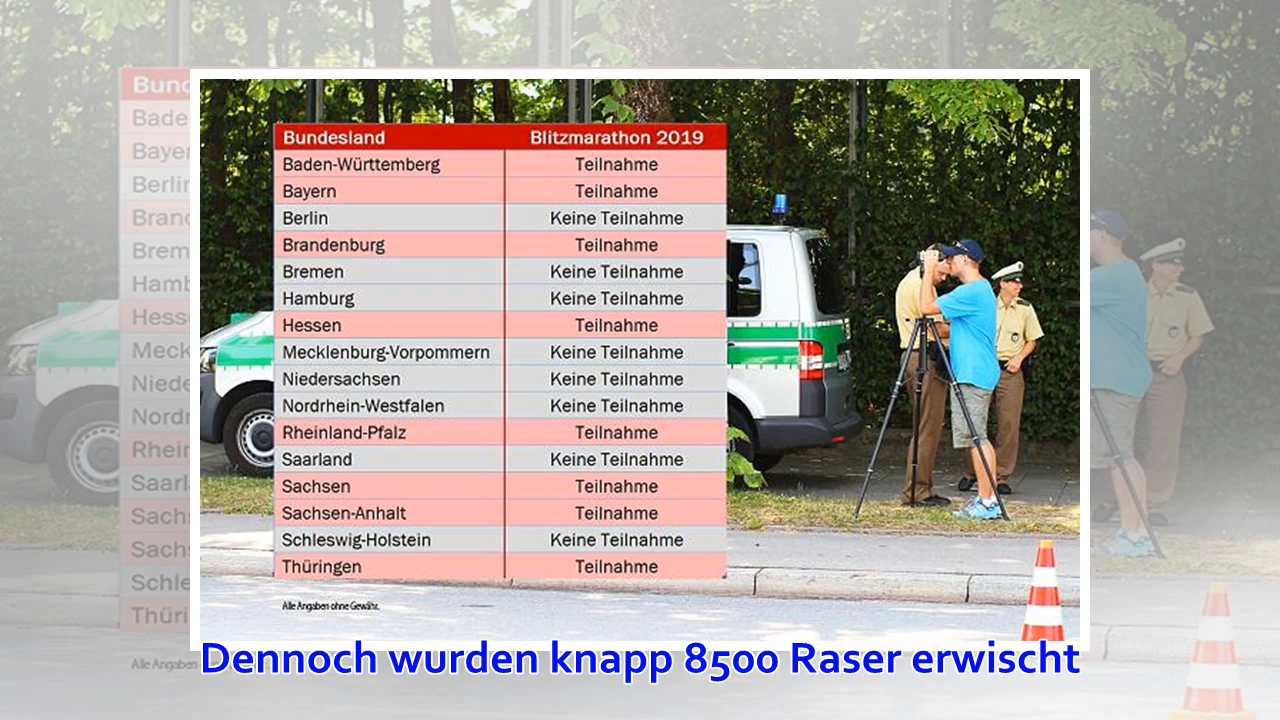 Bundesland Blitzmarathon 2019
Baden-Württemberg Teilnahme
Bayern Teilnahme
Berlin Keine Teilnahme
Brandenburg Teilnahme
Bremen Keine Teilnahme
Hamburg Keine Teilnahme
Hessen Teilnahme
Mecklenburg-Vorpommern Keine Teilnahme
Niedersachsen Keine Teilnahme
Nordrhein-Westfalen Keine Teilnahme
Rheinland-Pfalz Teilnahme
Saarland Keine Teilnahme
Sachsen Teilnahme
Sachsen-Anhalt Teilnahme
Schleswig-Holstein Keine Teilnahme
Thüringen Teilnahme
Alle Angaben ohne Gewähr.
Dennoch wurden knapp 8500 Raser erwischt